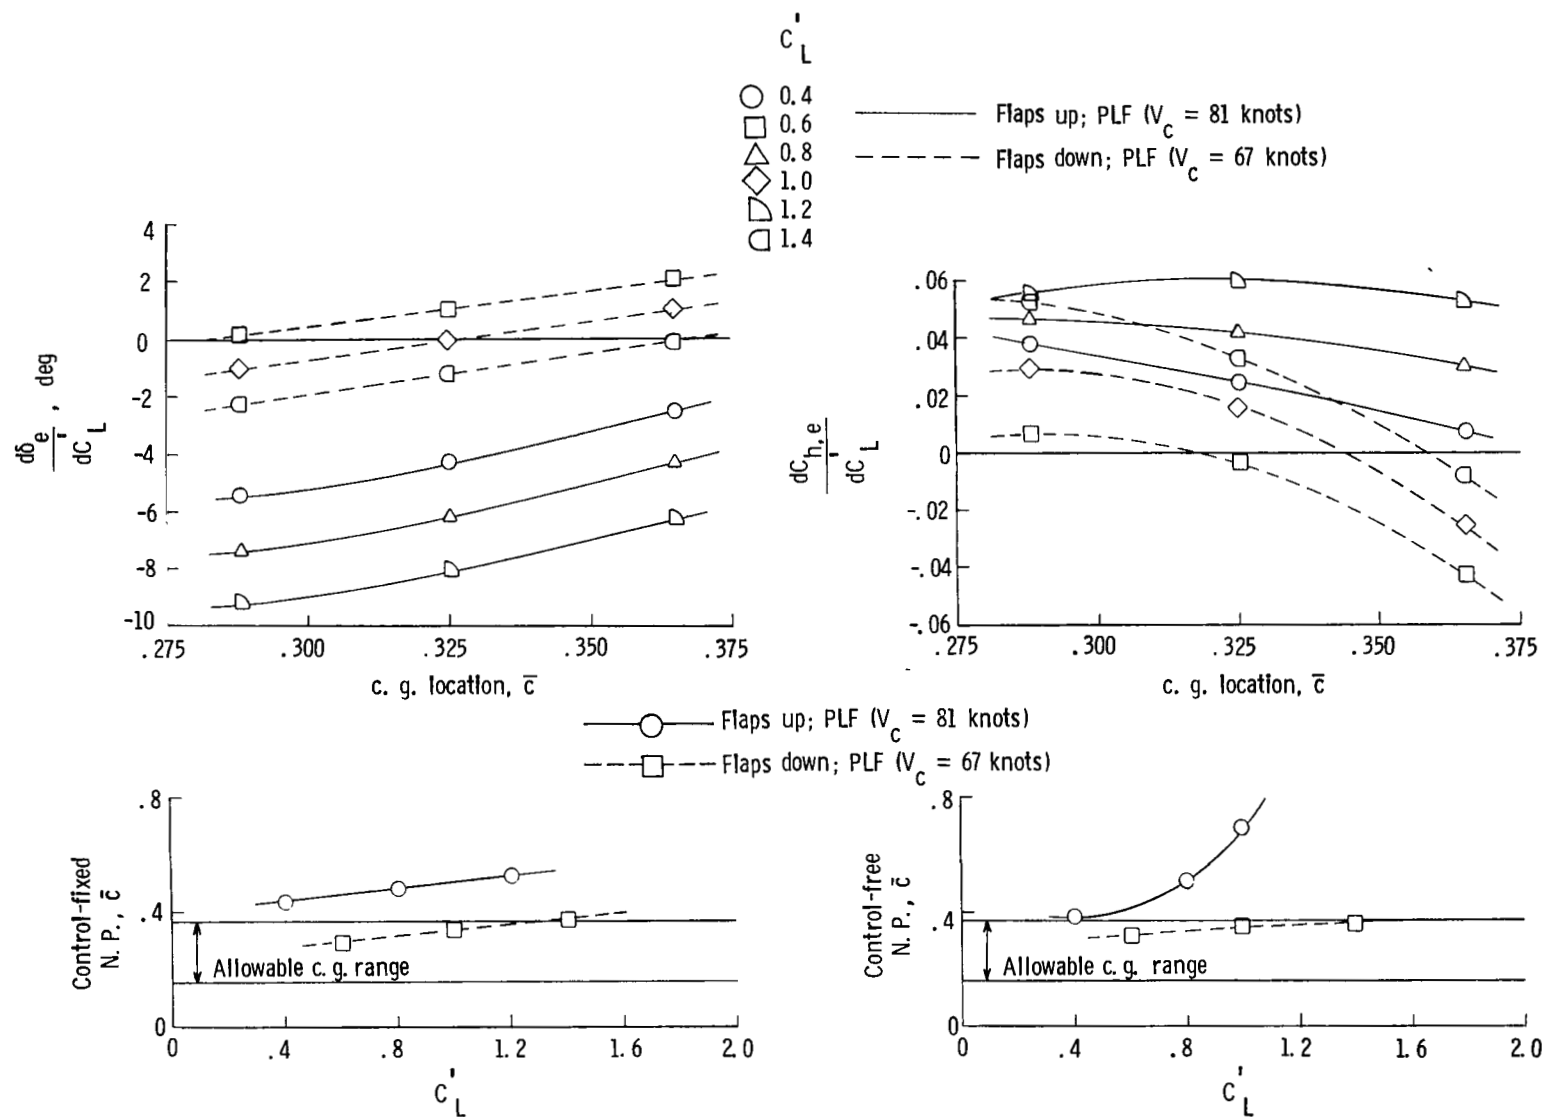 C'L
0.4
0.6
0.8
1.0
1.2
1.4
Flaps up; PLF (Vc = 81 knots)
Flaps down; PLF (Vc = 67 knots)
dδe
dC'L
, deg
4
2
0
-2
-4
-6
-8
-10
.275
.300
.325
.350
.375
c. g. location, c̄
dCh,e
dC'L
.06
.04
.02
0
-.02
-.04
-.06
.275
.300
.325
.350
.375
c. g. location, c̄
Flaps up; PLF (Vc = 81 knots)
Flaps down; PLF (Vc = 67 knots)
Control-fixed
N. P., c̄
.8
.4
0
Allowable c. g. range
0
.4
.8
1.2
1.6
2.0
C'L
Control-free
N. P., c̄
.8
.4
0
Allowable c. g. range
0
.4
.8
1.2
1.6
2.0
C'L